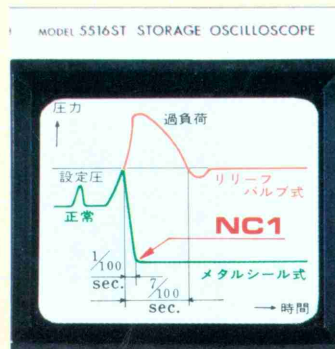 MODEL 5516ST STORAGE OSCILLOSCOPE
圧力
過負荷
設定圧
正常
リリーフ
バルブ式
NC1
メタルシール式
1/100
sec.
7/100
sec.
時間